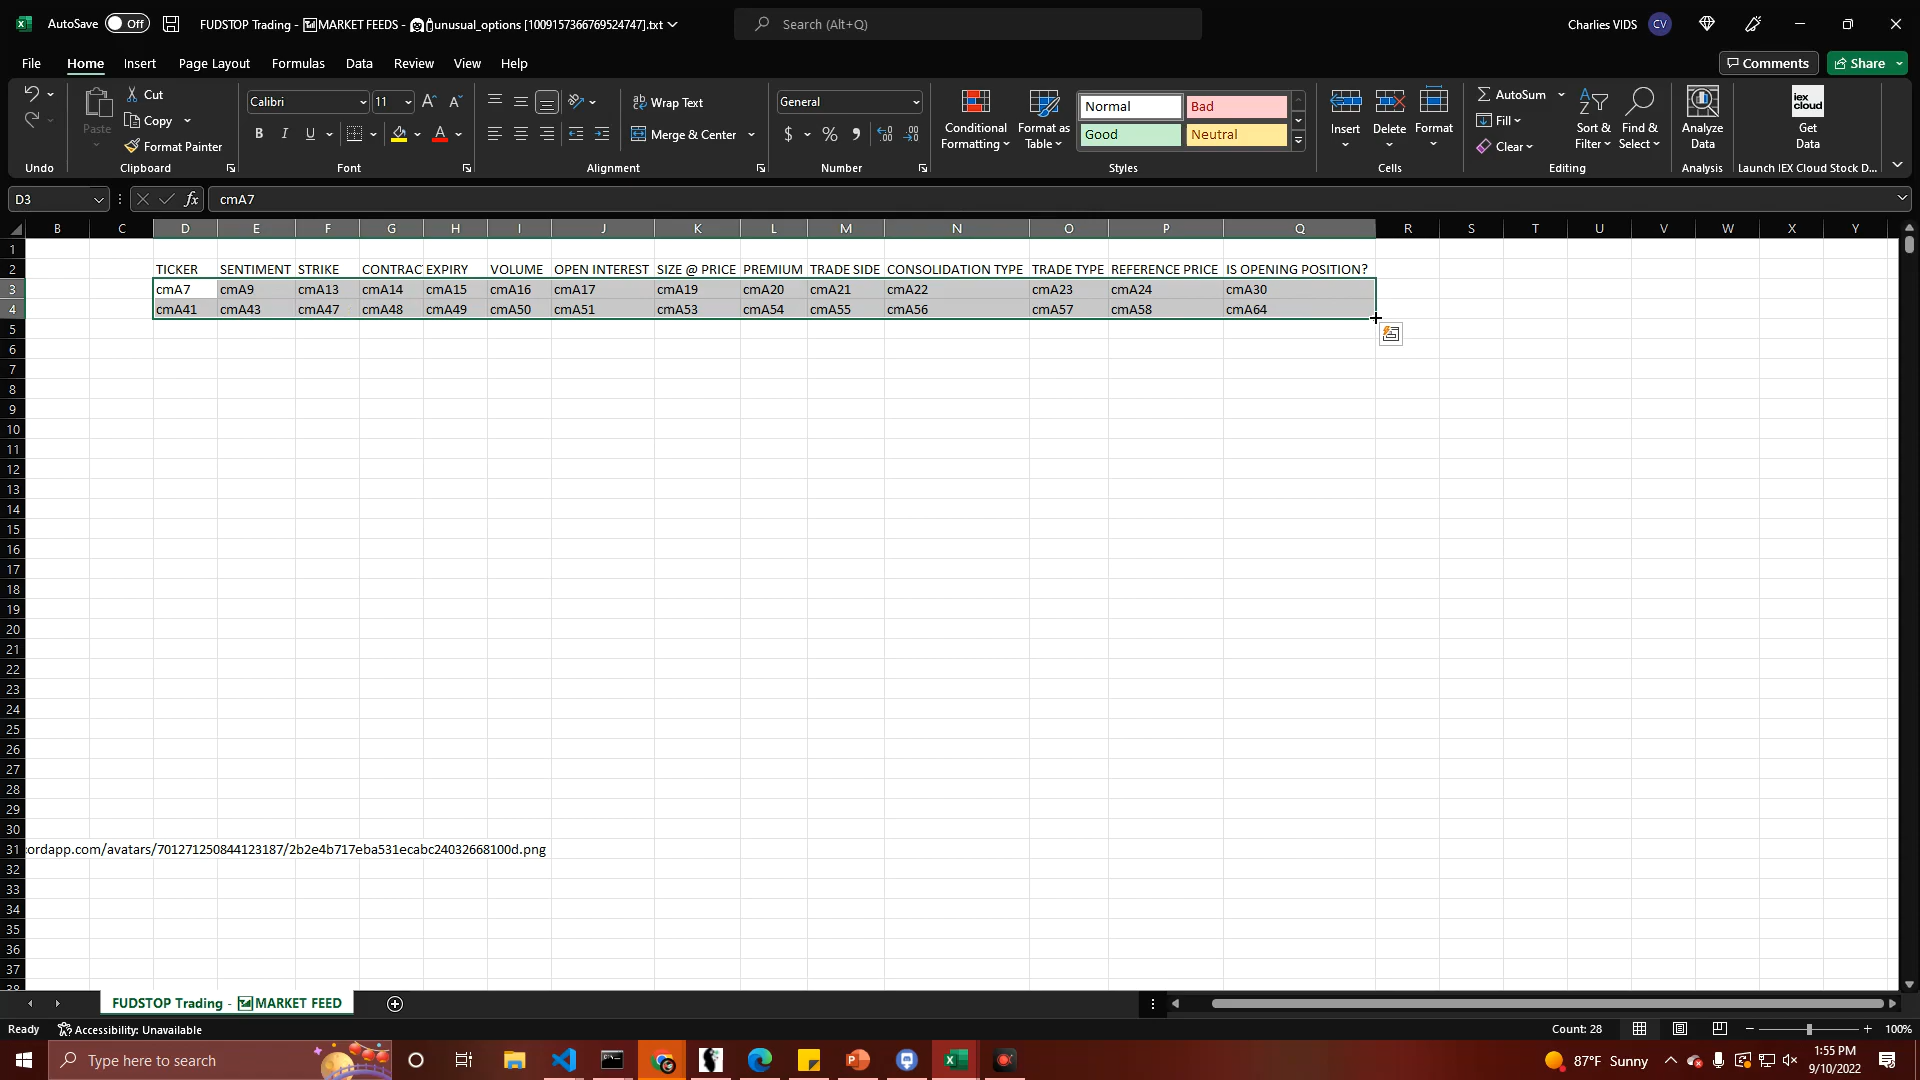 AutoSave Off FUDSTOP Trading - MARKET FEEDS - unusual_options [1009157366769524747].txt Search (Alt+Q) Charlies VIDS CV
File Home Insert Page Layout Formulas Data Review View Help Comments Share
Paste Cut Copy Format Painter
Calibri 11 Wrap Text Merge & Center
General
Conditional Formatting Format as Table Normal Bad Good Neutral
Insert Delete Format AutoSum Fill Clear Sort & Filter Find & Select Analyze Data iex cloud Get Data
Undo Clipboard Font Alignment Number Styles Cells Editing Analysis Launch IEX Cloud Stock D...
D3 fx cmA7
B C D E F G H I J K L M N O P Q R S T U V W X Y
1
2 TICKER SENTIMENT STRIKE CONTRAC EXPIRY VOLUME OPEN INTEREST SIZE @ PRICE PREMIUM TRADE SIDE CONSOLIDATION TYPE TRADE TYPE REFERENCE PRICE IS OPENING POSITION?
3 cmA7 cmA9 cmA13 cmA14 cmA15 cmA16 cmA17 cmA19 cmA20 cmA21 cmA22 cmA23 cmA24 cmA30
4 cmA41 cmA43 cmA47 cmA48 cmA49 cmA50 cmA51 cmA53 cmA54 cmA55 cmA56 cmA57 cmA58 cmA64
5
6
7
8
9
10
11
12
13
14
15
16
17
18
19
20
21
22
23
24
25
26
27
28
29
30
31 ordapp.com/avatars/701271250844123187/2b2e4b717eba531ecabc24032668100d.png
32
33
34
35
36
37
38
FUDSTOP Trading - MARKET FEED
Ready Accessibility: Unavailable Count: 28 100%
Type here to search 87°F Sunny 1:55 PM
9/10/2022